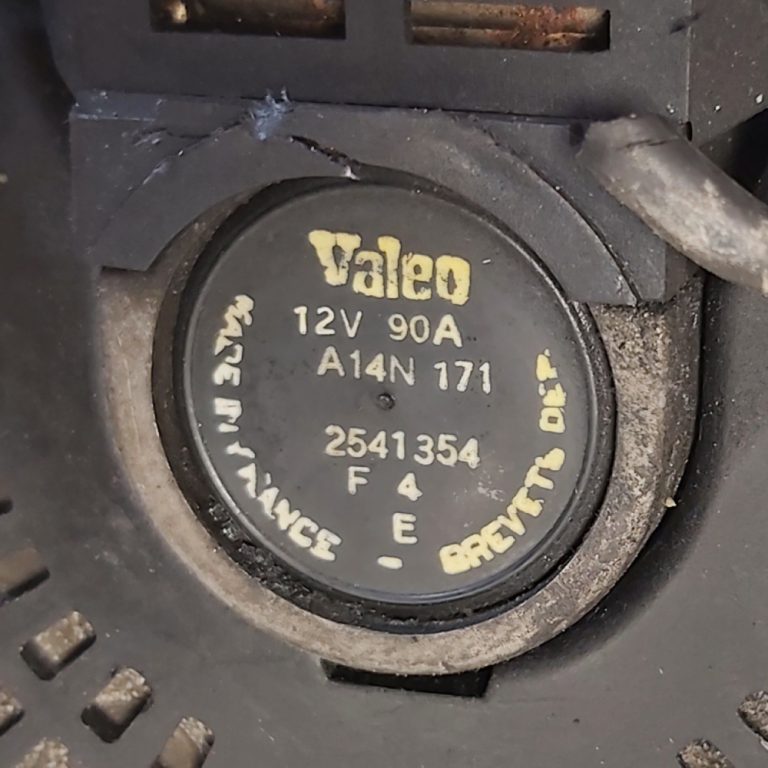 Valeo
12V 90A
A14N 171
2541354
F 4
E
MADE IN FRANCE - BREVETS DEP.